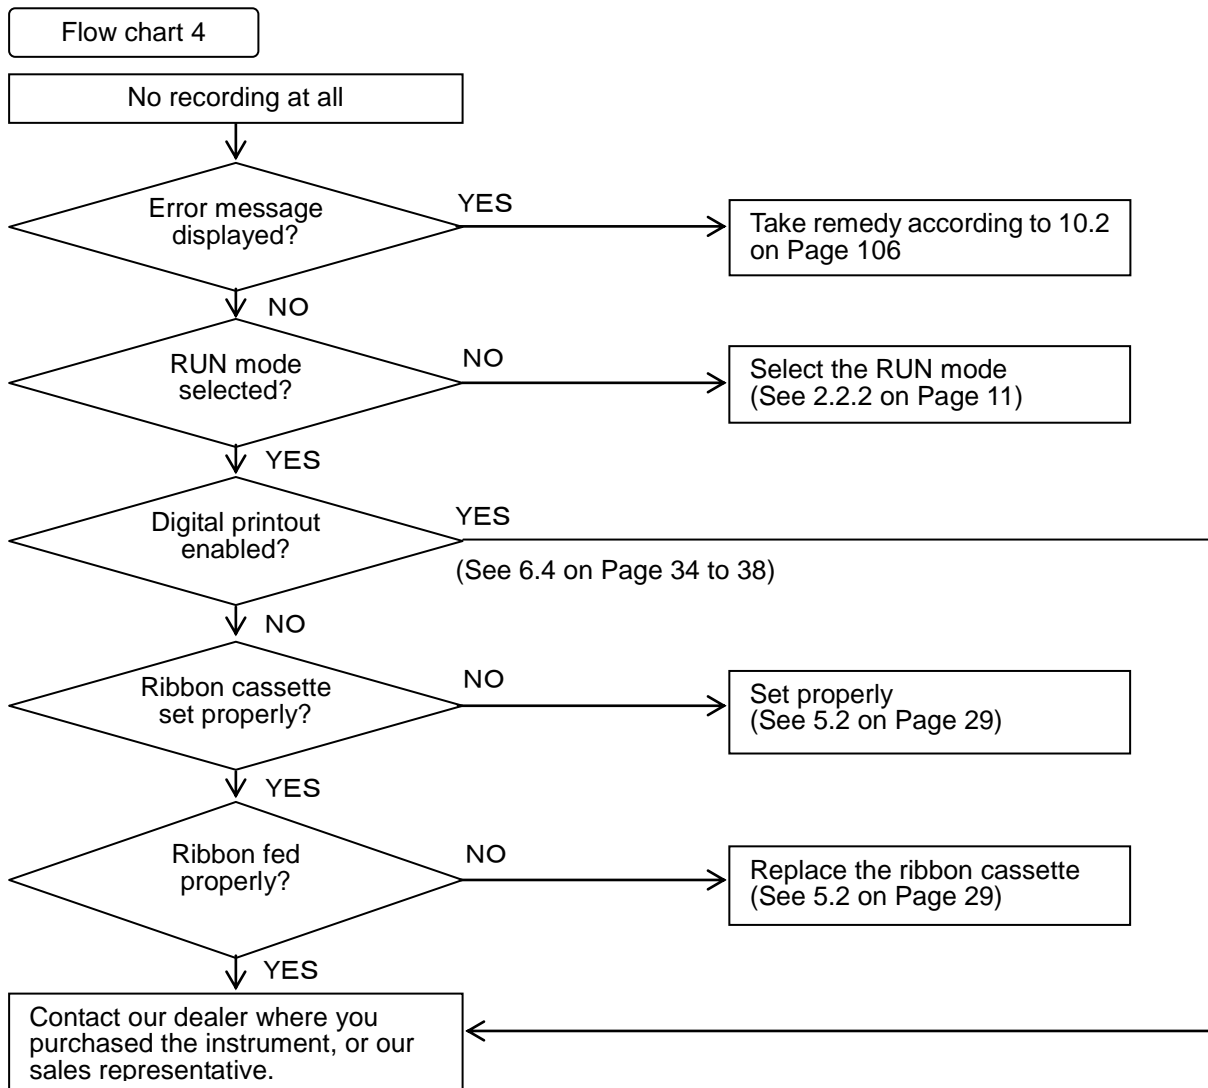 Flow chart 4
No recording at all
Error message
displayed?
YES
Take remedy according to 10.2
on Page 106
NO
RUN mode
selected?
NO
Select the RUN mode
(See 2.2.2 on Page 11)
YES
Digital printout
enabled?
YES
(See 6.4 on Page 34 to 38)
NO
Ribbon cassette
set properly?
NO
Set properly
(See 5.2 on Page 29)
YES
Ribbon fed
properly?
NO
Replace the ribbon cassette
(See 5.2 on Page 29)
YES
Contact our dealer where you
purchased the instrument, or our
sales representative.